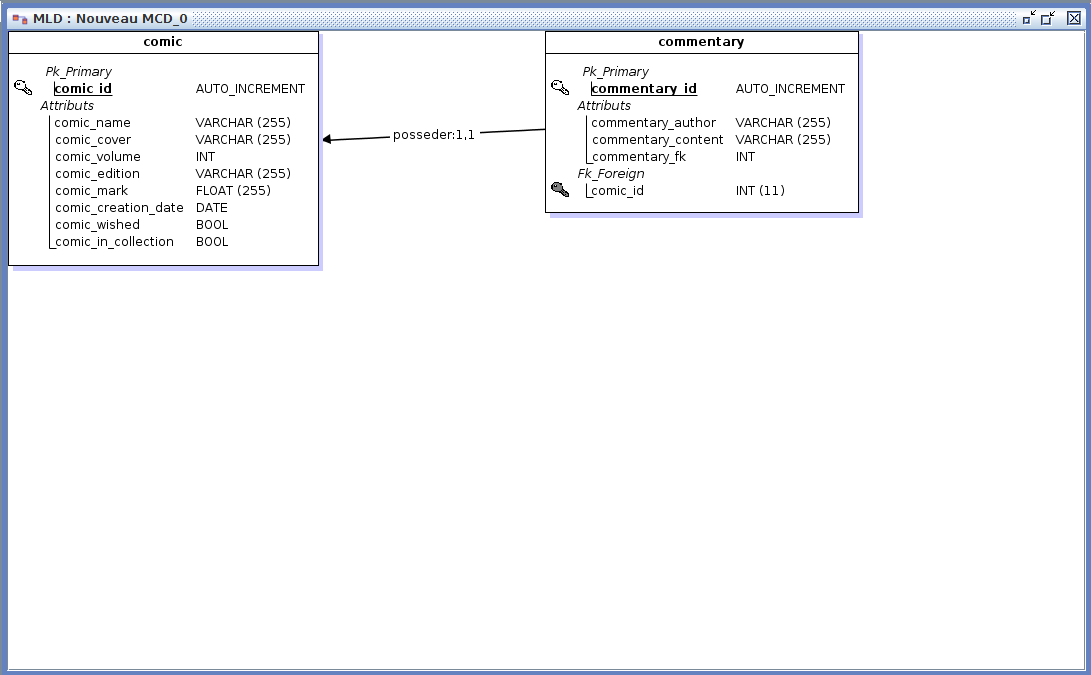 MLD : Nouveau MCD_0
comic
Pk_Primary
comic_id AUTO_INCREMENT
Attributs
comic_name VARCHAR (255)
comic_cover VARCHAR (255)
comic_volume INT
comic_edition VARCHAR (255)
comic_mark FLOAT (255)
comic_creation_date DATE
comic_wished BOOL
comic_in_collection BOOL
posseder:1,1
commentary
Pk_Primary
commentary_id AUTO_INCREMENT
Attributs
commentary_author VARCHAR (255)
commentary_content VARCHAR (255)
commentary_fk INT
Fk_Foreign
comic_id INT (11)